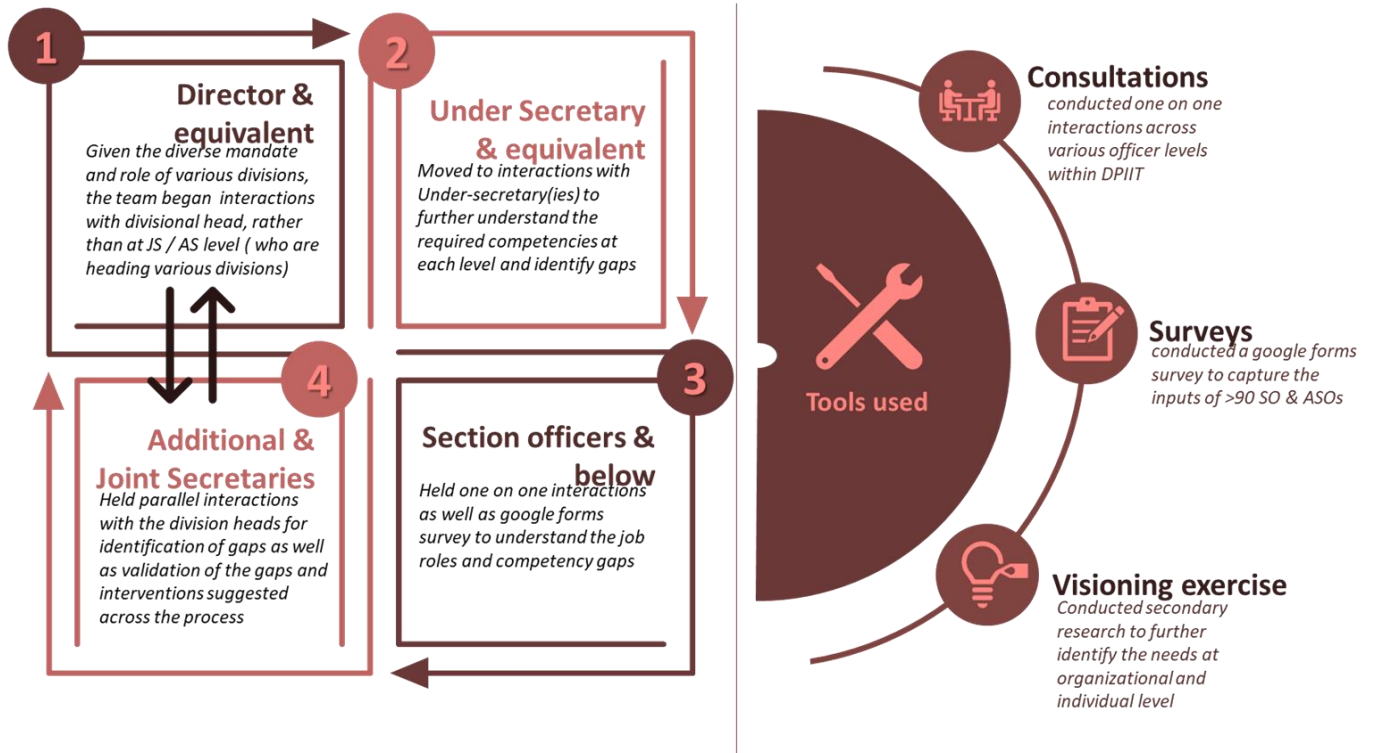 1
Director &
equivalent
Given the diverse mandate
and role of various divisions,
the team began interactions
with divisional head, rather
than at JS / AS level ( who are
heading various divisions)
2
Under Secretary
& equivalent
Moved to interactions with
Under-secretary(ies) to
further understand the
required competencies at
each level and identify gaps
3
Section officers &
below
Held one on one interactions
as well as google forms
survey to understand the job
roles and competency gaps
4
Additional &
Joint Secretaries
Held parallel interactions
with the division heads for
identification of gaps as well
as validation of the gaps and
interventions suggested
across the process
Tools used
Consultations
conducted one on one
interactions across
various officer levels
within DPIIT
Surveys
conducted a google forms
survey to capture the
inputs of >90 SO & ASOs
Visioning exercise
Conducted secondary
research to further
identify the needs at
organizational and
individual level